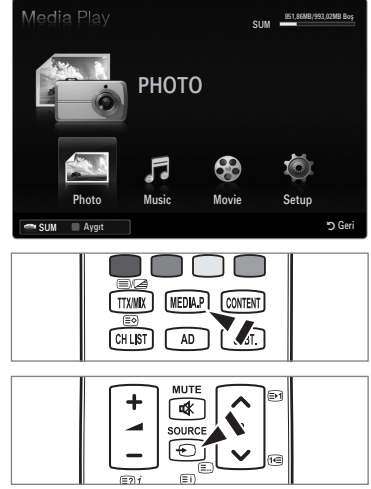 Media Play
SUM 851,86MB/993,02MB Boş
PHOTO
Photo Music Movie Setup
SUM Aygıt Geri
TTX/MIX MEDIA.P CONTENT
CH LIST AD
MUTE
SOURCE